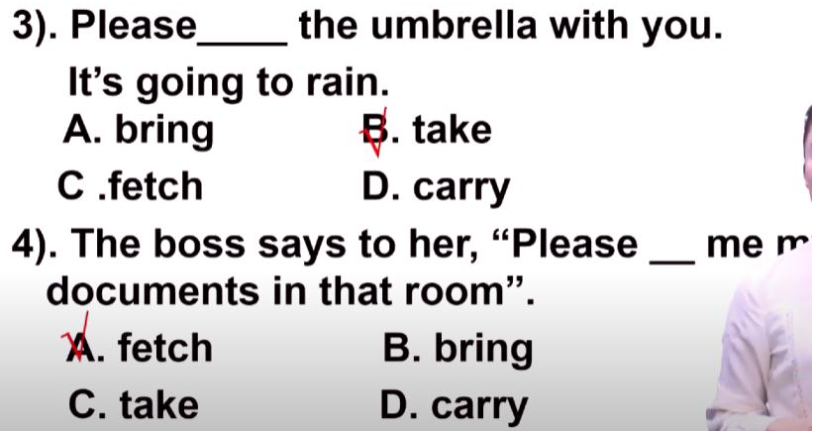 3). Please____ the umbrella with you.
It's going to rain.
A. bring B. take
C .fetch D. carry
4). The boss says to her, “Please __ me
documents in that room”.
A. fetch B. bring
C. take D. carry